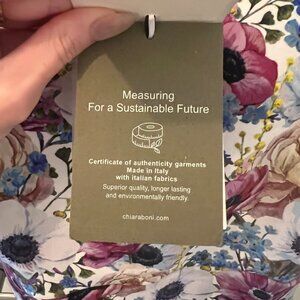 Measuring
For a Sustainable Future
Certificate of authenticity garments
Made in Italy
with italian fabrics
Superior quality, longer lasting
and environmentally friendly.
chiaraboni.com